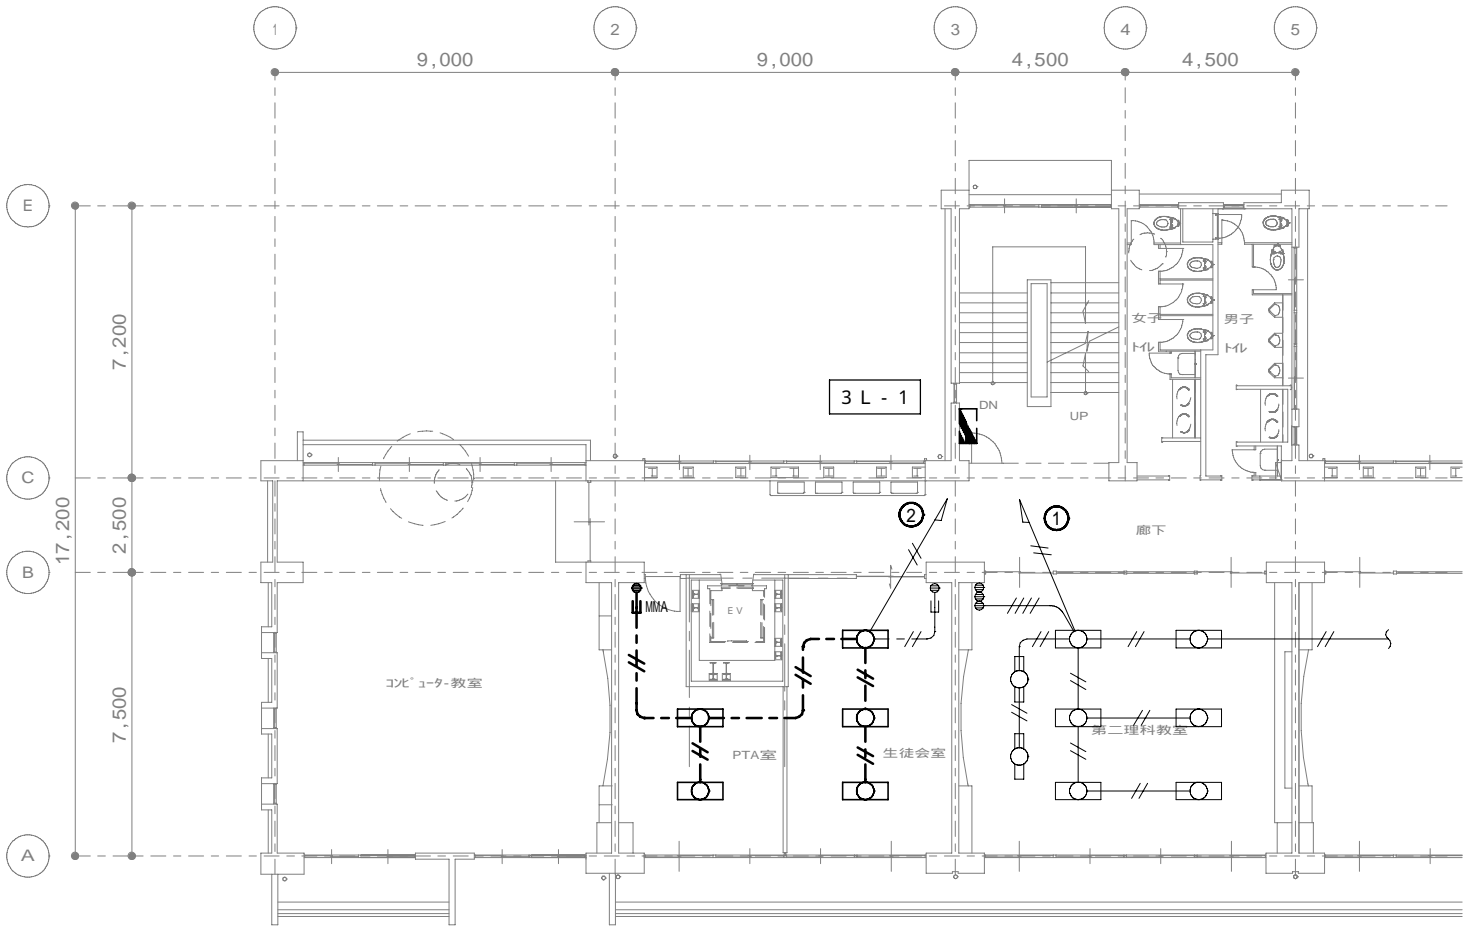 1
2
3
4
5
9,000
9,000
4,500
4,500
E
7,200
女子
トイレ
男子
トイレ
3 L - 1
DN
UP
C
2,500
17,200
②
①
廊下
B
MMA
EV
7,500
コンピューター教室
PTA室
生徒会室
第二理科教室
A